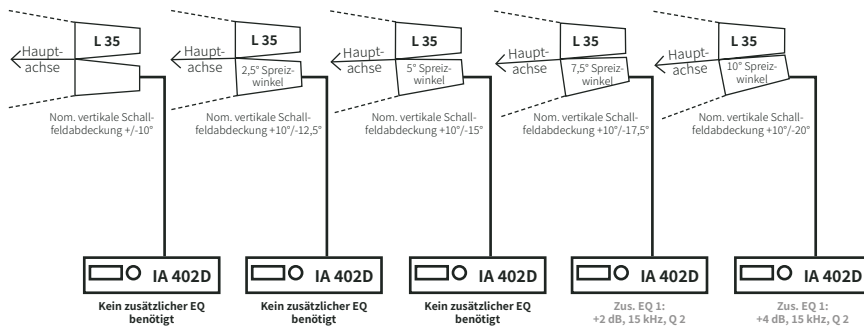 L 35
Haupt-
achse
Nom. vertikale Schall-
feldabdeckung +/-10°
IA 402D
Kein zusätzlicher EQ
benötigt
L 35
Haupt-
achse
2,5° Spreiz-
winkel
Nom. vertikale Schall-
feldabdeckung +10°/-12,5°
IA 402D
Kein zusätzlicher EQ
benötigt
L 35
Haupt-
achse
5° Spreiz-
winkel
Nom. vertikale Schall-
feldabdeckung +10°/-15°
IA 402D
Kein zusätzlicher EQ
benötigt
L 35
Haupt-
achse
7,5° Spreiz-
winkel
Nom. vertikale Schall-
feldabdeckung +10°/-17,5°
IA 402D
Zus. EQ 1:
+2 dB, 15 kHz, Q 2
L 35
Haupt-
achse
10° Spreiz-
winkel
Nom. vertikale Schall-
feldabdeckung +10°/-20°
IA 402D
Zus. EQ 1:
+4 dB, 15 kHz, Q 2